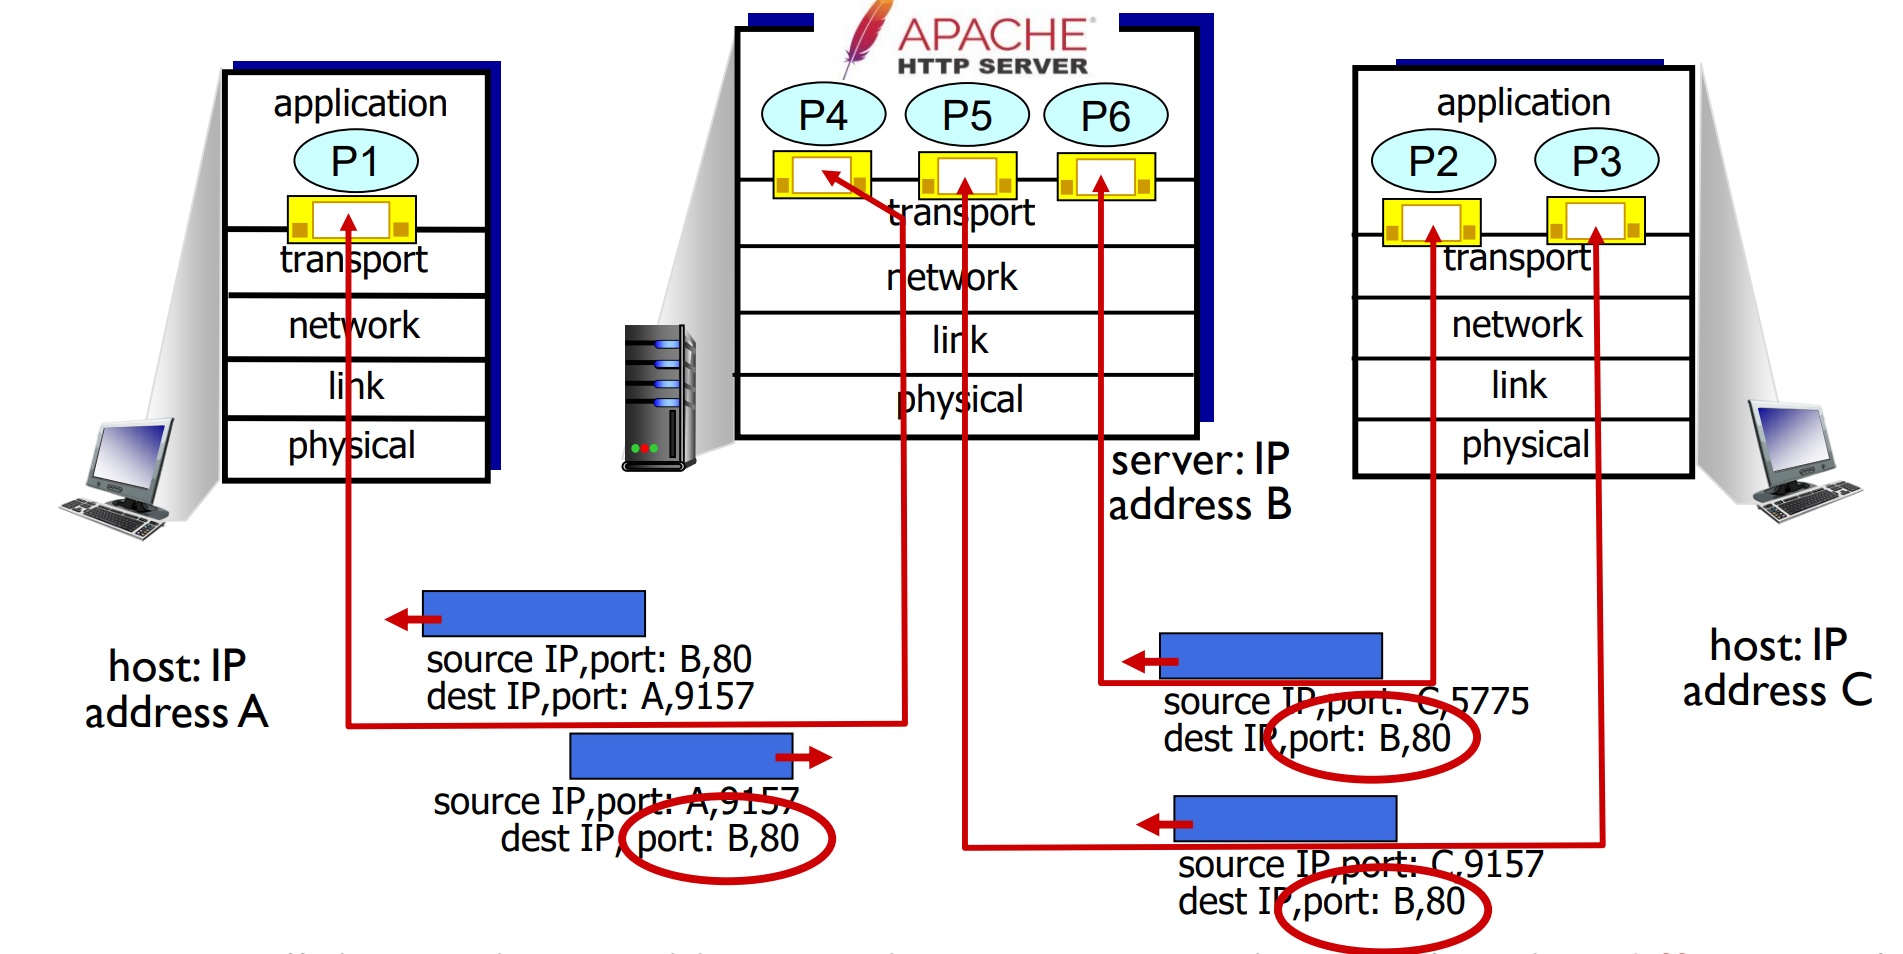 application
P1
transport
network
link
physical
host: IP
address A
APACHE
HTTP SERVER
P4
P5
P6
transport
network
link
physical
server: IP
address B
application
P2
P3
transport
network
link
physical
host: IP
address C
source IP,port: B,80
dest IP,port: A,9157
source IP,port: A,9157
dest IP, port: B,80
source IP,port: C,5775
dest IP,port: B,80
source IP,port: C,9157
dest IP,port: B,80